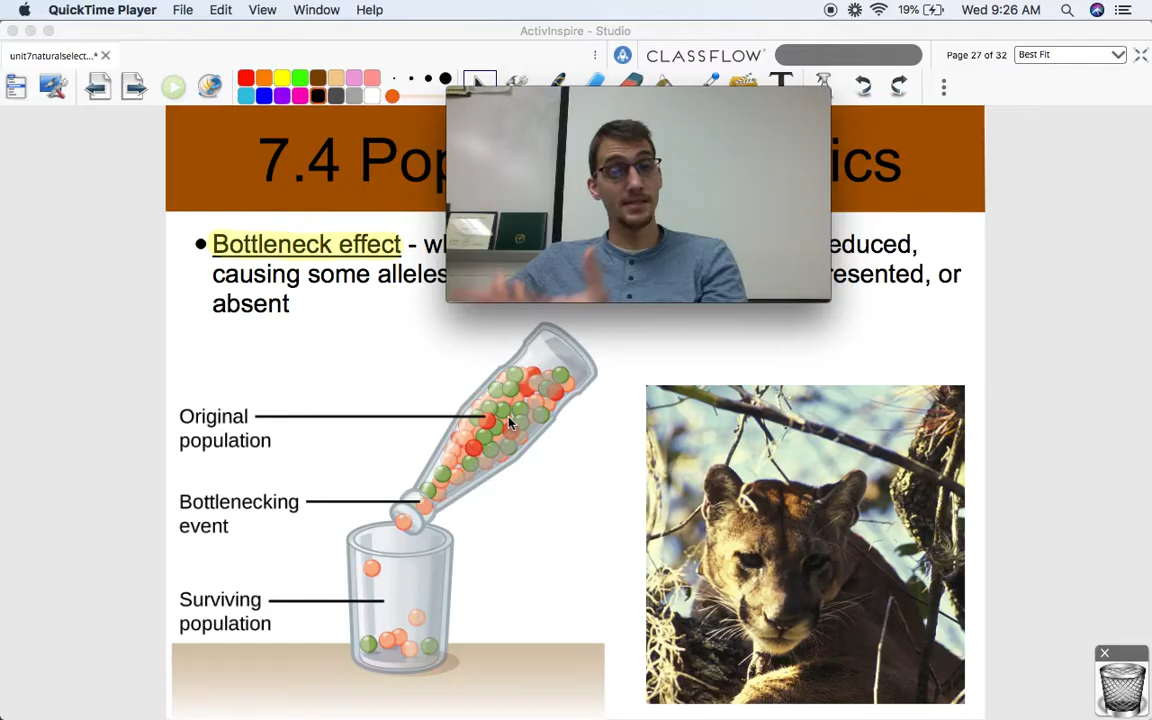 QuickTime Player File Edit View Window Help 19% Wed 9:26 AM
ActivInspire - Studio
unit7naturalselect...* CLASSFLOW Page 27 of 32 Best Fit
7.4 Pop ics
Bottleneck effect - educed,
causing some alleles resented, or
absent
Original
population
Bottlenecking
event
Surviving
population